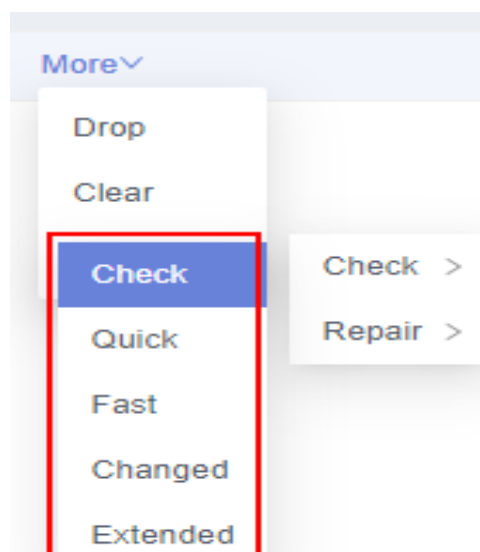 More
Drop
Clear
Check
Quick
Fast
Changed
Extended
Check >
Repair >